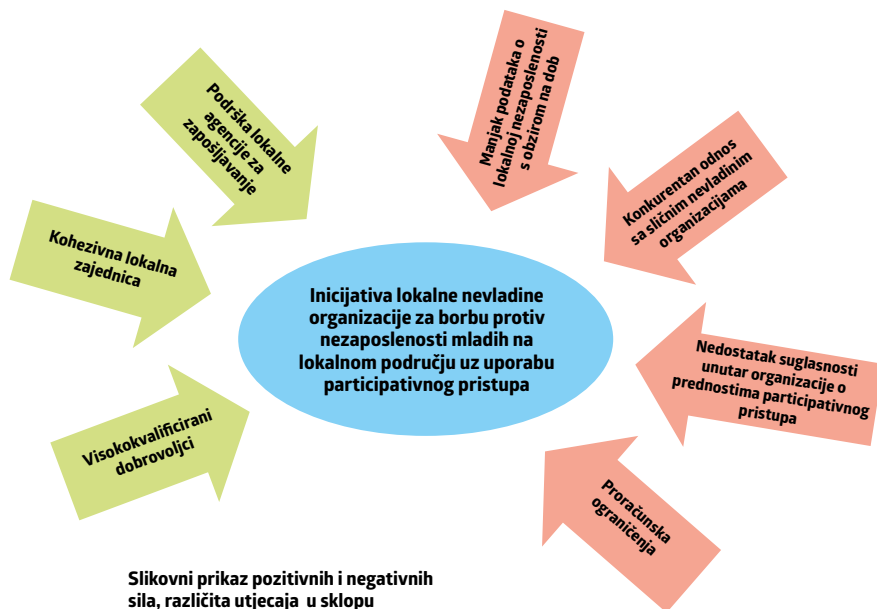 Podrška lokalne
agencije za
zapošljavanje
Kohezivna lokalna
zajednica
Visokokvalificirani
dobrovoljci
Inicijativa lokalne nevladine
organizacije za borbu protiv
nezaposlenosti mladih na
lokalnom području uz uporabu
participativnog pristupa
Manjak podataka o
lokalnoj nezaposlenosti
s obzirom na dob
Konkurentan odnos
sa sličnim nevladinim
organizacijama
Nedostatak suglasnosti
unutar organizacije o
prednostima participativnog
pristupa
Proračunska
ograničenja
Slikovni prikaz pozitivnih i negativnih
sila, različita utjecaja u sklopu